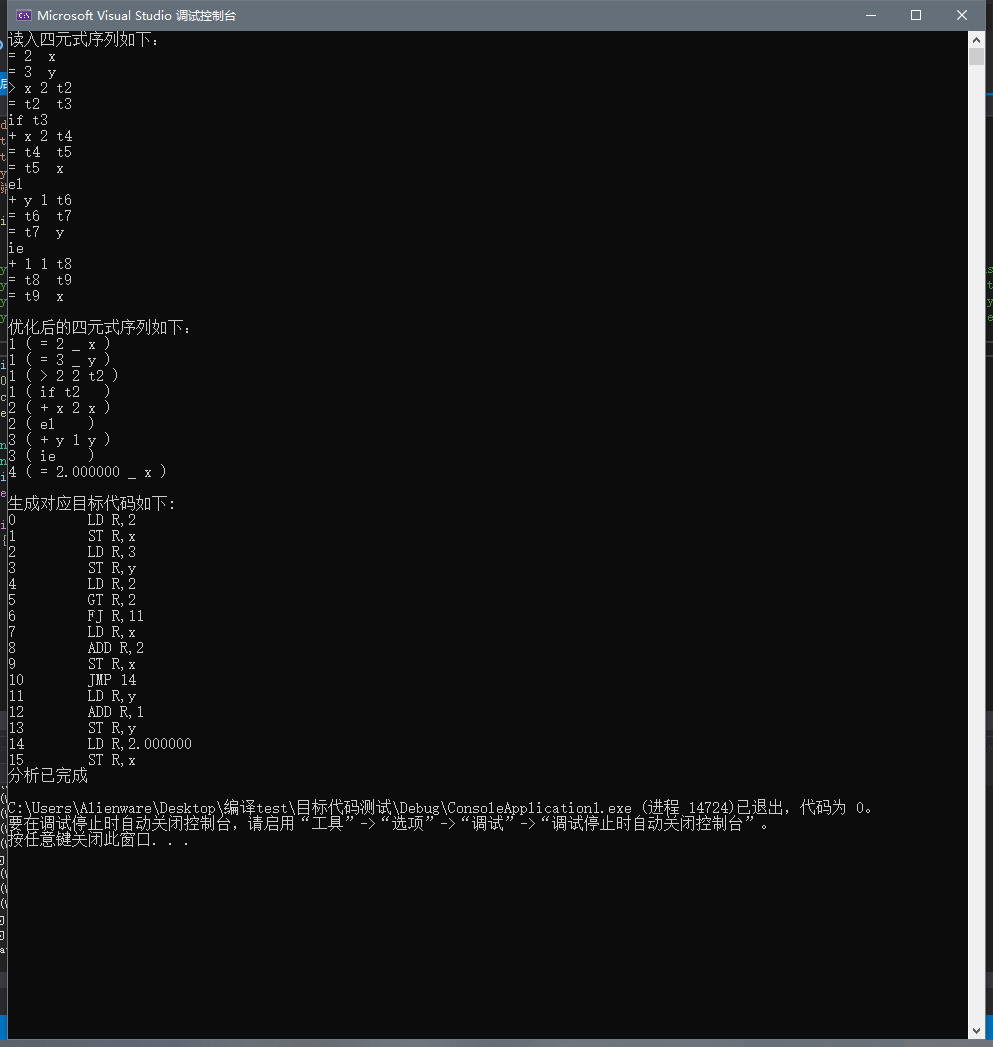 Microsoft Visual Studio 调试控制台
读入四元式序列如下:
= 2  x
= 3  y
> x 2 t2
= t2  t3
if t3
+ x 2 t4
= t4  t5
= t5  x
el
+ y 1 t6
= t6  t7
= t7  y
ie
+ 1 1 t8
= t8  t9
= t9  x
优化后的四元式序列如下:
1 ( = 2 _ x )
1 ( = 3 _ y )
1 ( > 2 2 t2 )
1 ( if t2   )
2 ( + x 2 x )
2 ( el    )
3 ( + y 1 y )
3 ( ie    )
4 ( = 2.000000 _ x )
生成对应目标代码如下:
0         LD R,2
1         ST R,x
2         LD R,3
3         ST R,y
4         LD R,2
5         GT R,2
6         FJ R,11
7         LD R,x
8         ADD R,2
9         ST R,x
10        JMP 14
11        LD R,y
12        ADD R,1
13        ST R,y
14        LD R,2.000000
15        ST R,x
分析已完成
C:\Users\Alienware\Desktop\编译test\目标代码测试\Debug\ConsoleApplication1.exe (进程 14724)已退出，代码为 0。
要在调试停止时自动关闭控制台，请启用“工具”->“选项”->“调试”->“调试停止时自动关闭控制台”。
按任意键关闭此窗口. . .